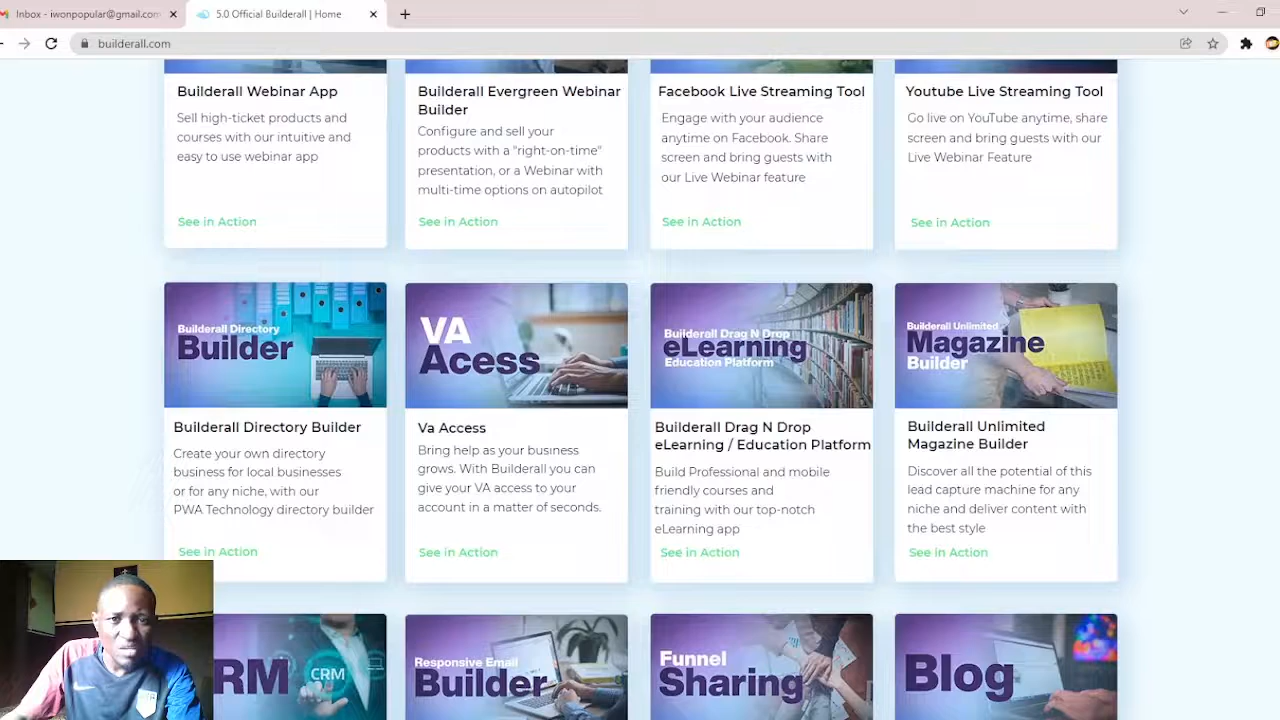 Inbox - iwonpopular@gmail.com
5.0 Official Builderall | Home
builderall.com
Builderall Webinar App
Sell high-ticket products and
courses with our intuitive and
easy to use webinar app
See in Action
Builderall Evergreen Webinar
Builder
Configure and sell your
products with a "right-on-time"
presentation, or a Webinar with
multi-time options on autopilot
See in Action
Facebook Live Streaming Tool
Engage with your audience
anytime on Facebook. Share
screen and bring guests with
our Live Webinar feature
See in Action
Youtube Live Streaming Tool
Go live on YouTube anytime, share
screen and bring guests with our
Live Webinar Feature
See in Action
Builderall Directory
Builder
Builderall Directory Builder
Create your own directory
business for local businesses
or for any niche, with our
PWA Technology directory builder
See in Action
VA
Acess
Va Access
Bring help as your business
grows. With Builderall you can
give your VA access to your
account in a matter of seconds.
See in Action
Builderall Drag N Drop
eLearning
Education Platform
Builderall Drag N Drop
eLearning / Education Platform
Build Professional and mobile
friendly courses and
training with our top-notch
eLearning app
See in Action
Builderall Unlimited
Magazine
Builder
Builderall Unlimited
Magazine Builder
Discover all the potential of this
lead capture machine for any
niche and deliver content with
the best style
See in Action
RM
CRM
Responsive Email
Builder
Funnel
Sharing
Blog